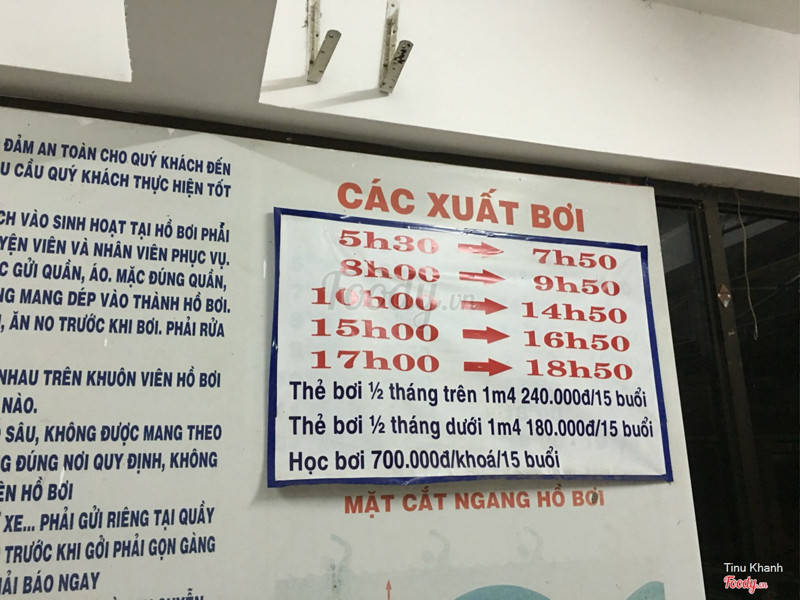 ĐẢM AN TOÀN CHO QUÝ KHÁCH ĐẾN
CẦU QUÝ KHÁCH THỰC HIỆN TỐT
VÀO SINH HOẠT TẠI HỒ BƠI PHẢI
VIÊN VÀ NHÂN VIÊN PHỤC VỤ.
GỬI QUẦN, ÁO. MẶC ĐÚNG QUẦN,
MANG DÉP VÀO THÀNH HỒ BƠI.
ĂN NO TRƯỚC KHI BƠI. PHẢI RỬA
NHAU TRÊN KHUÔN VIÊN HỒ BƠI
NÀO.
SÂU, KHÔNG ĐƯỢC MANG THEO
ĐÚNG NƠI QUY ĐỊNH, KHÔNG
HỒ BƠI
XE... PHẢI GỬI RIÊNG TẠI QUẦY
TRƯỚC KHI GỞI PHẢI GỌN GÀNG
BÁO NGAY
CÁC XUẤT BƠI
5h30 → 7h50
8h00 → 9h50
10h00 → 14h50
15h00 → 16h50
17h00 → 18h50
Thẻ bơi ½ tháng trên 1m4 240.000đ/15 buổi
Thẻ bơi ½ tháng dưới 1m4 180.000đ/15 buổi
Học bơi 700.000đ/khoá/15 buổi
MẶT CẮT NGANG HỒ BƠI
Foody.vn
Tinu Khanh
Foody.vn